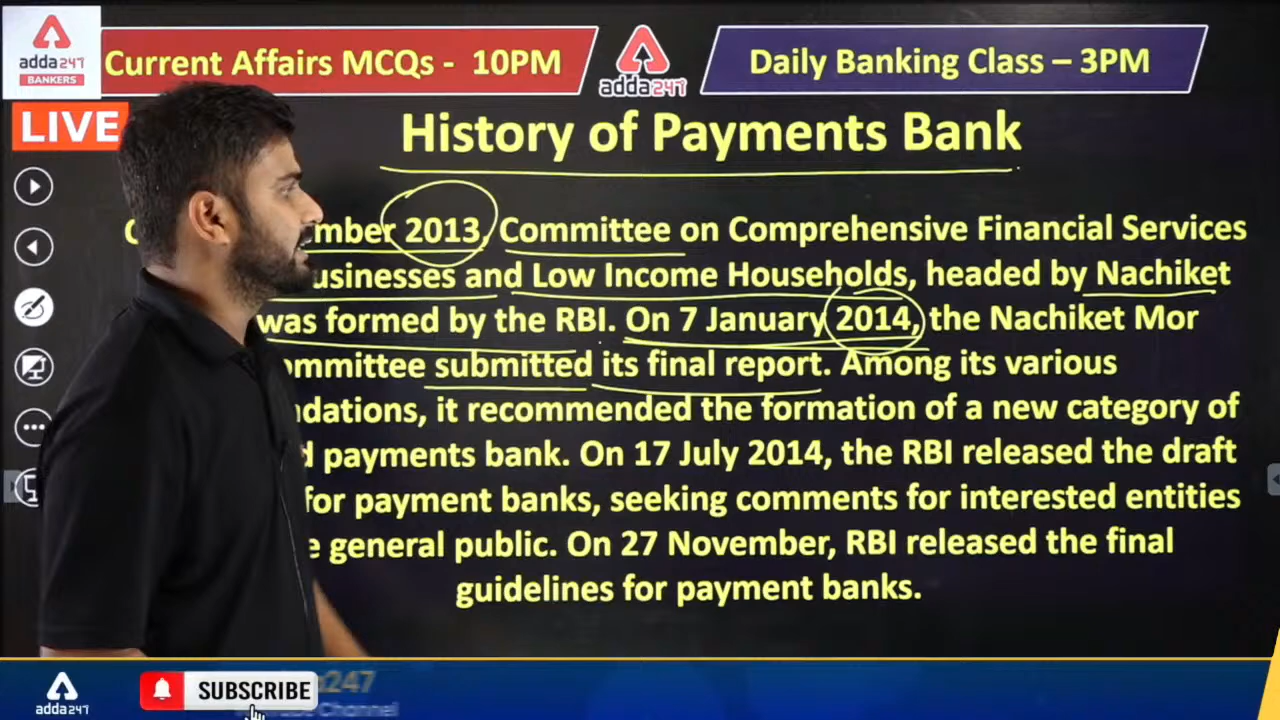 adda247
BANKERS
Current Affairs MCQs - 10PM
adda247
Daily Banking Class – 3PM
LIVE
History of Payments Bank
2013, Committee on Comprehensive Financial Services
and Low Income Households, headed by Nachiket
was formed by the RBI. On 7 January 2014, the Nachiket Mor
submitted its final report. Among its various
it recommended the formation of a new category of
payments bank. On 17 July 2014, the RBI released the draft
for payment banks, seeking comments for interested entities
general public. On 27 November, RBI released the final
guidelines for payment banks.
adda247
SUBSCRIBE
Channel